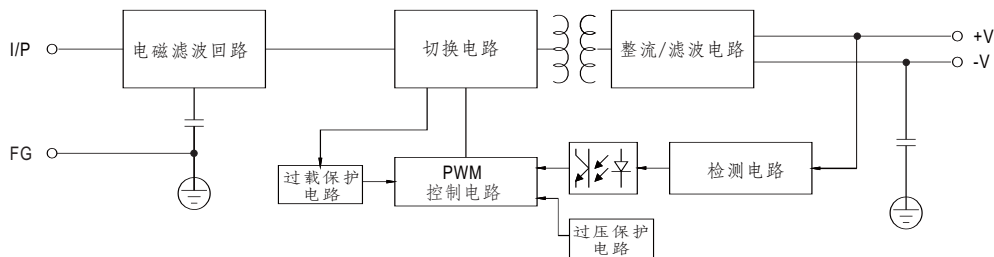 I/P
电磁滤波回路
切换电路
整流/滤波电路
+V
-V
FG
过载保护
电路
PWM
控制电路
检测电路
过压保护
电路